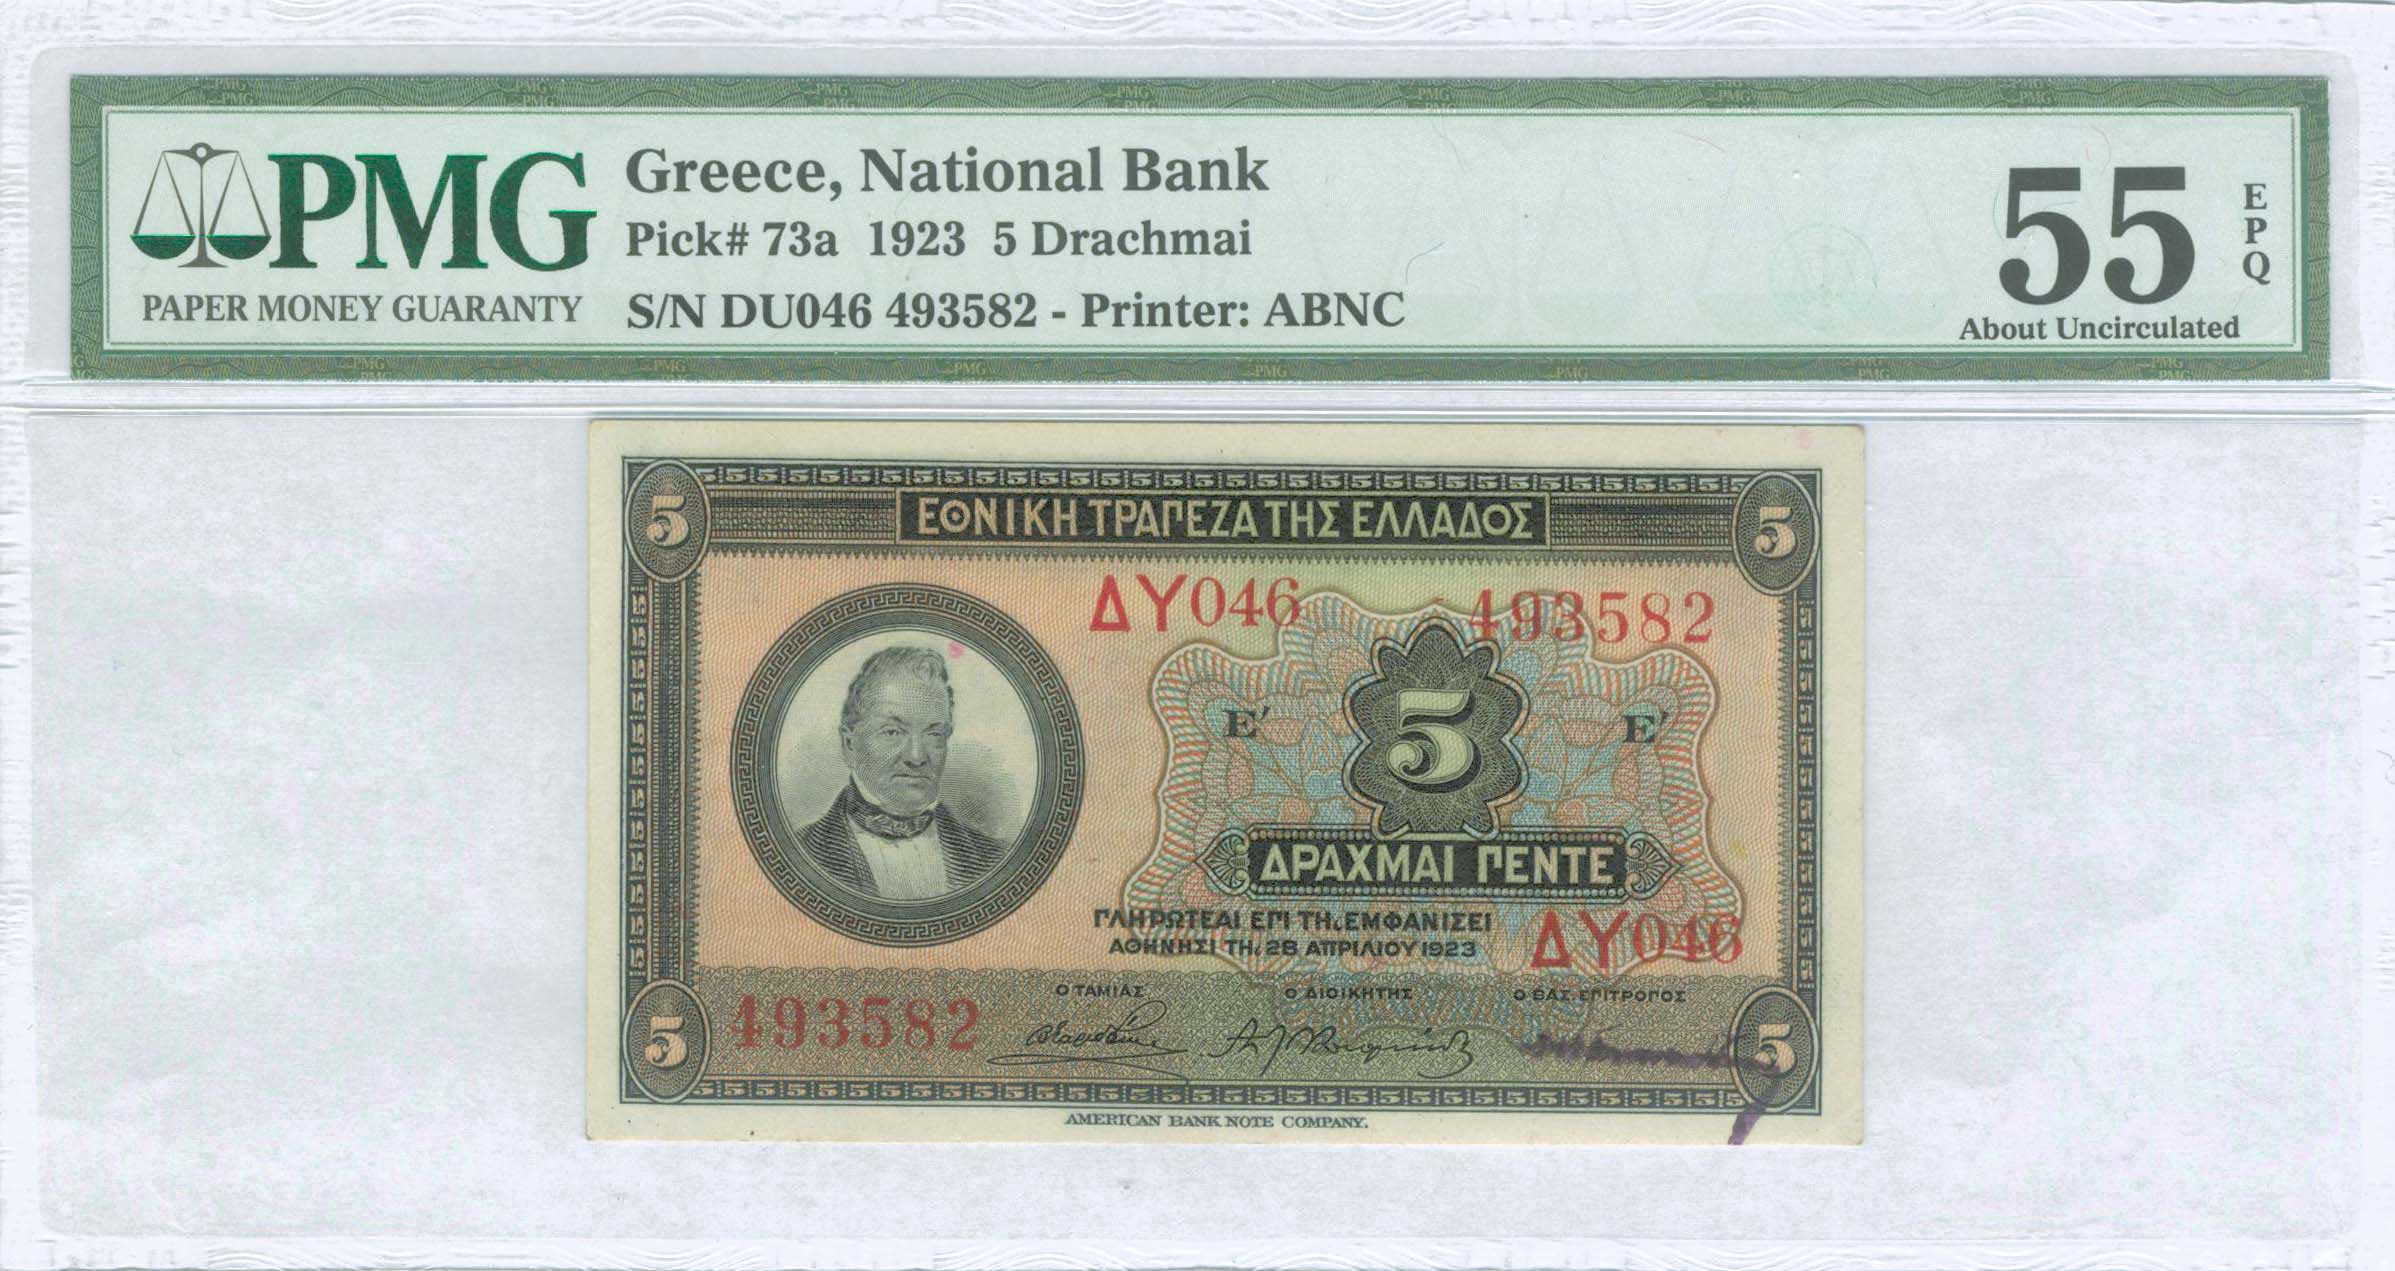 PMG
PAPER MONEY GUARANTY
Greece, National Bank
Pick# 73a 1923 5 Drachmai
S/N DU046 493582 - Printer: ABNC
55
EPQ
About Uncirculated
5 5
ΕΘΝΙΚΗ ΤΡΑΠΕΖΑ ΤΗΣ ΕΛΛΑΔΟΣ
ΔΥ046 493582
Ε′ 5 Ε′
ΔΡΑΧΜΑΙ ΠΕΝΤΕ
ΠΛΗΡΩΤΕΑΙ ΕΠΙ ΤΗι ΕΜΦΑΝΙΣΕΙ
ΑΘΗΝΗΣΙ ΤΗι 28 ΑΠΡΙΛΙΟΥ 1923
ΔΥ046
Ο ΤΑΜΙΑΣ Ο ΔΙΟΙΚΗΤΗΣ Ο ΒΑΣ. ΕΠΙΤΡΟΠΟΣ
493582
5 5
AMERICAN BANK NOTE COMPANY.